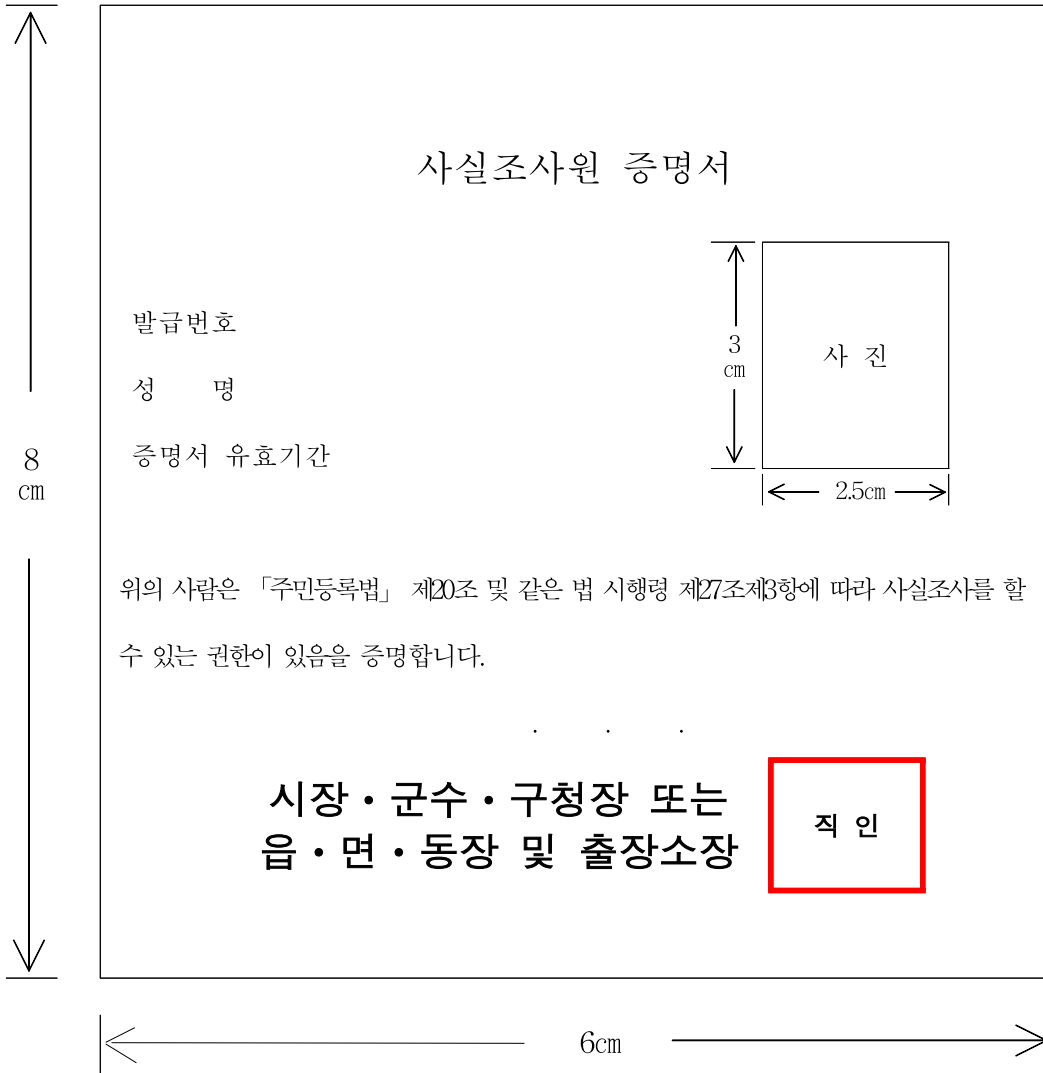 사실조사원 증명서
발급번호
성 명
증명서 유효기간
사 진
3
cm
2.5cm
8
cm
위의 사람은 「주민등록법」 제20조 및 같은 법 시행령 제27조제3항에 따라 사실조사를 할
수 있는 권한이 있음을 증명합니다.
. . .
시장·군수·구청장 또는
읍·면·동장 및 출장소장
직 인
6cm